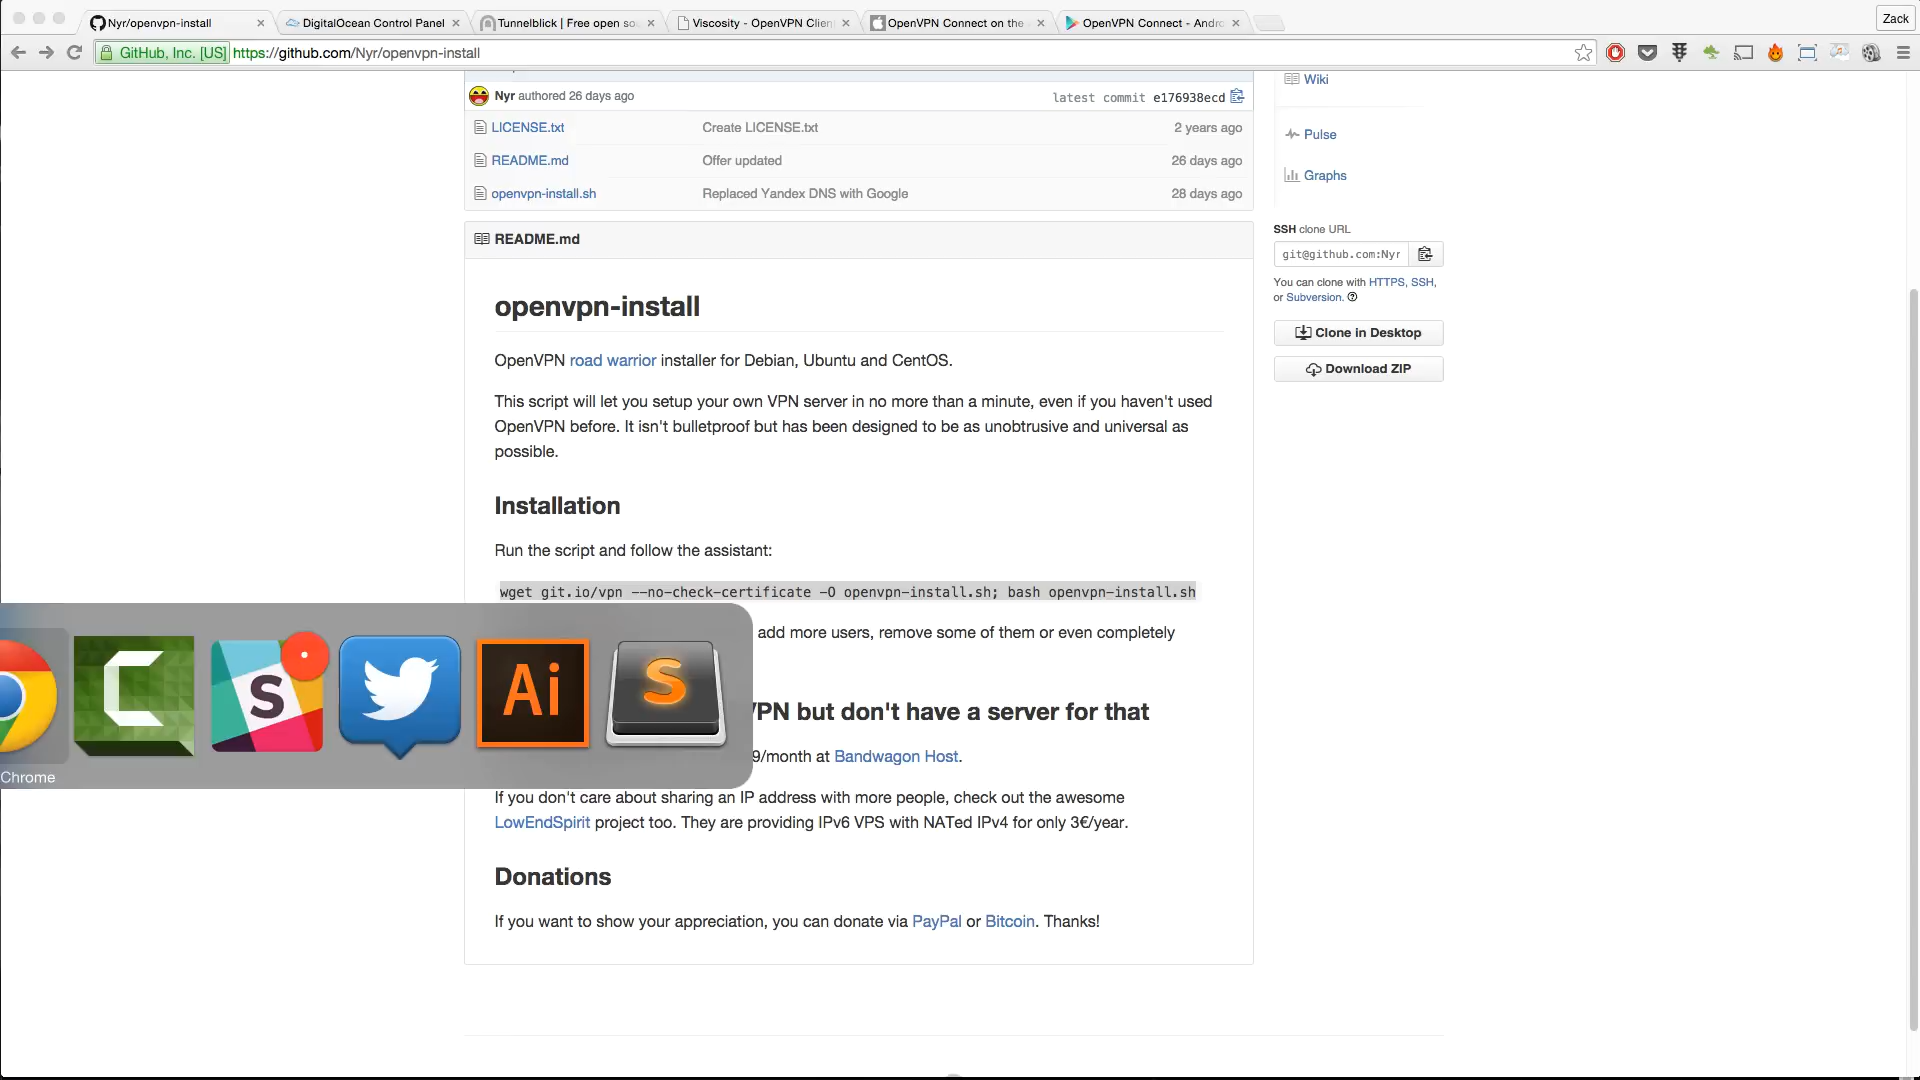 Nyr/openvpn-install
DigitalOcean Control Panel
Tunnelblick | Free open so
Viscosity - OpenVPN Clien
OpenVPN Connect on the
OpenVPN Connect - Andro
Zack
GitHub, Inc. [US] https://github.com/Nyr/openvpn-install
Wiki
Nyr authored 26 days ago
latest commit e176938ecd
LICENSE.txt Create LICENSE.txt 2 years ago
Pulse
README.md Offer updated 26 days ago
Graphs
openvpn-install.sh Replaced Yandex DNS with Google 28 days ago
SSH clone URL
README.md
git@github.com:Nyr
You can clone with HTTPS, SSH,
or Subversion.
openvpn-install
Clone in Desktop
OpenVPN road warrior installer for Debian, Ubuntu and CentOS.
Download ZIP
This script will let you setup your own VPN server in no more than a minute, even if you haven't used
OpenVPN before. It isn't bulletproof but has been designed to be as unobtrusive and universal as
possible.
Installation
Run the script and follow the assistant:
wget git.io/vpn --no-check-certificate -O openvpn-install.sh; bash openvpn-install.sh
add more users, remove some of them or even completely
C
S
Ai
S
VPN but don't have a server for that
9/month at Bandwagon Host.
Chrome
If you don't care about sharing an IP address with more people, check out the awesome
LowEndSpirit project too. They are providing IPv6 VPS with NATed IPv4 for only 3€/year.
Donations
If you want to show your appreciation, you can donate via PayPal or Bitcoin. Thanks!